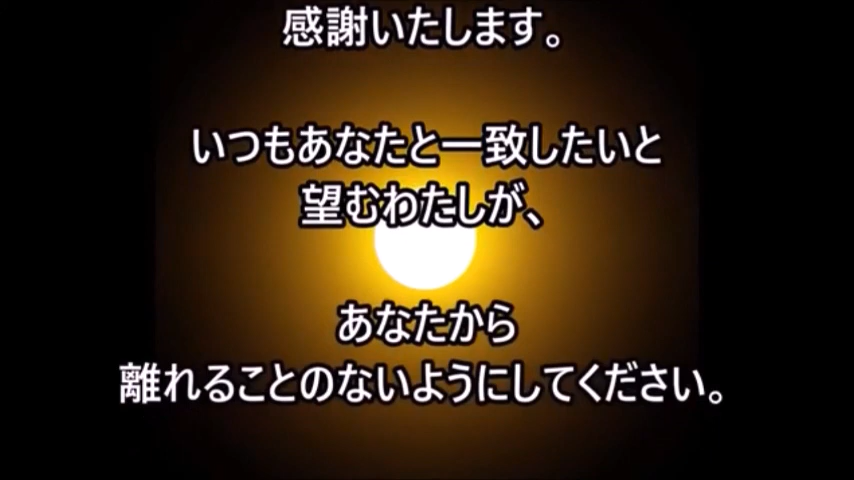 感謝いたします。
いつもあなたと一致したいと
望むわたしが、
あなたから
離れることのないようにしてください。